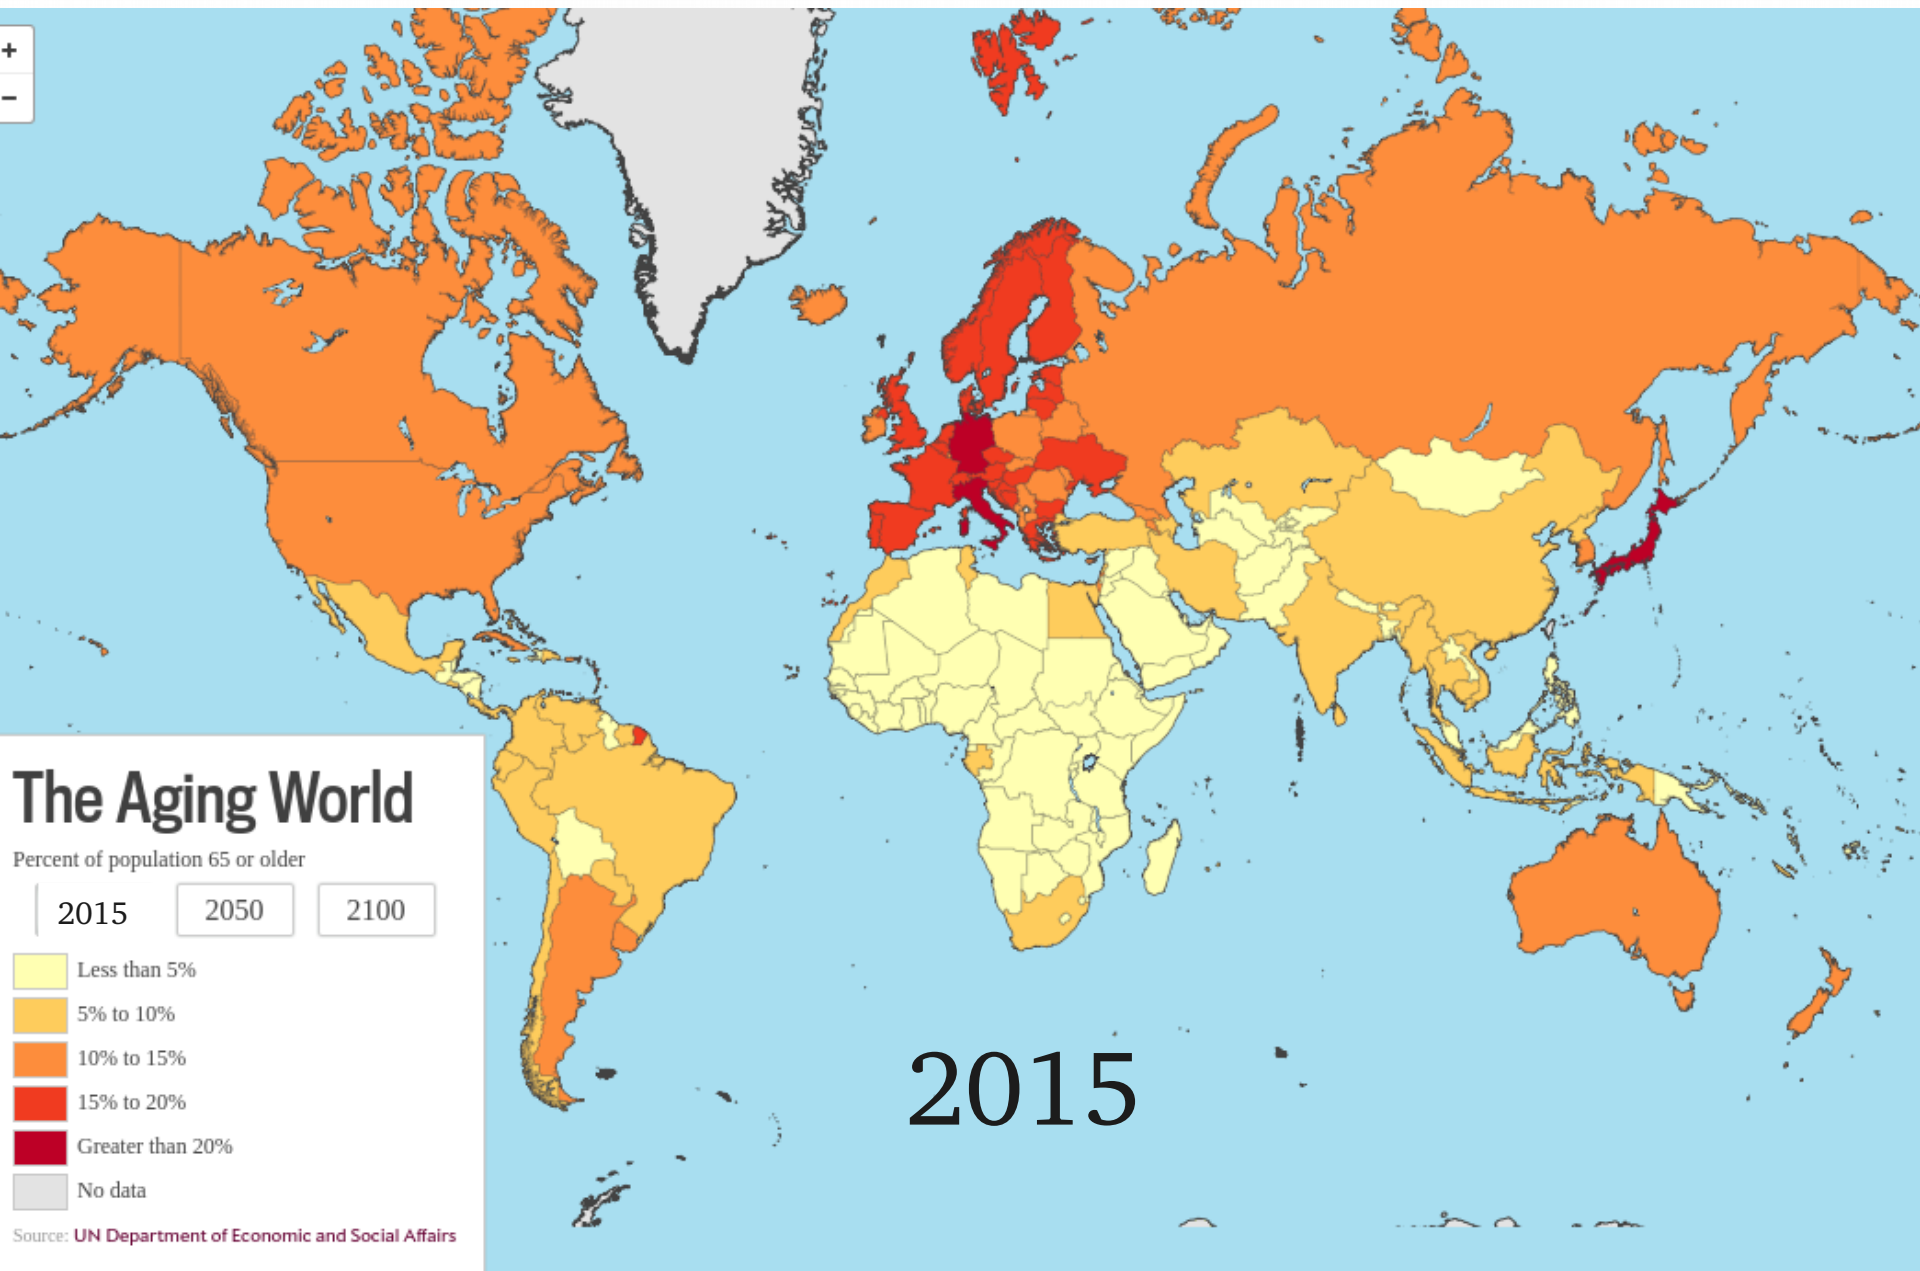 +
−
The Aging World
Percent of population 65 or older
2015 2050 2100
Less than 5%
5% to 10%
10% to 15%
15% to 20%
Greater than 20%
No data
Source: UN Department of Economic and Social Affairs
2015